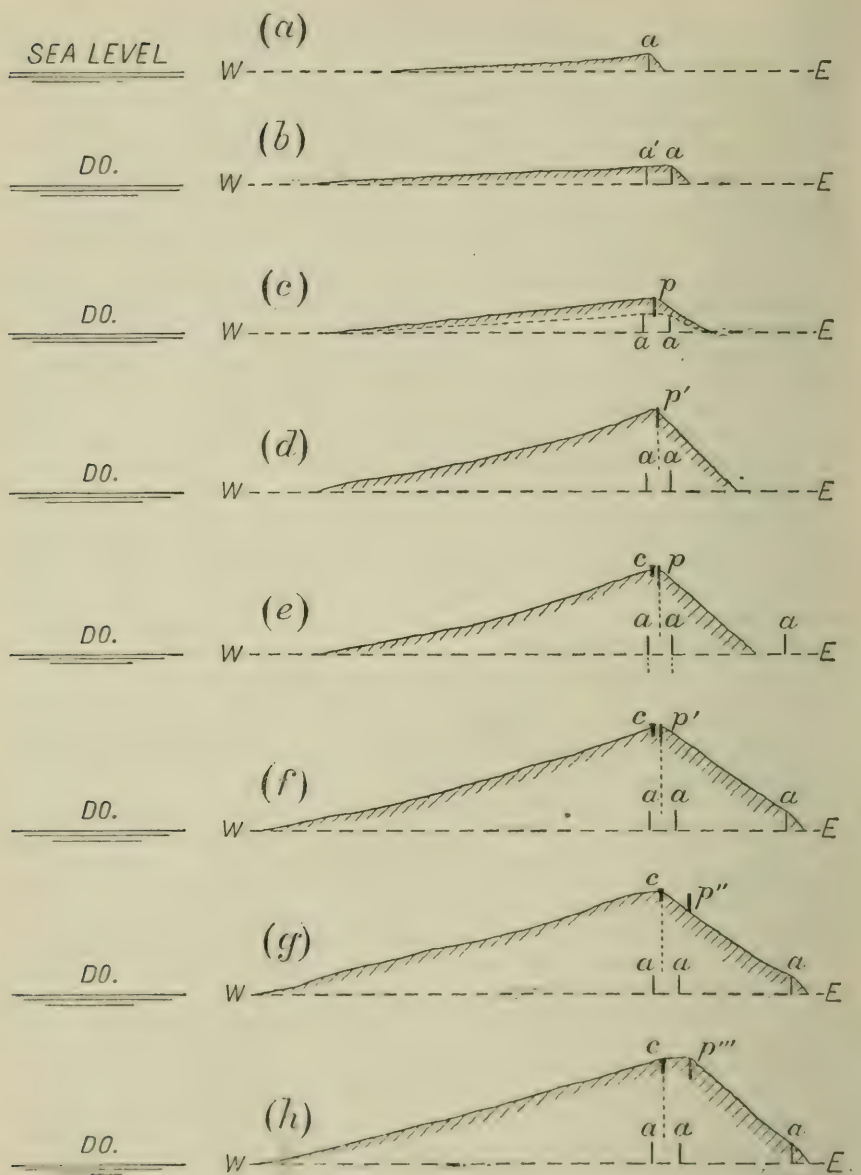 (a) a
SEA LEVEL W E
(b) a' a
DO. W E
(c) p
DO. W a a E
(d) p'
a a
DO. W E
(e) c p
a a a
DO. W E
(f) c p'
a a a
DO. W E
(g) c p"
a a a
DO. W E
(h) c p'''
a a a
DO. W E